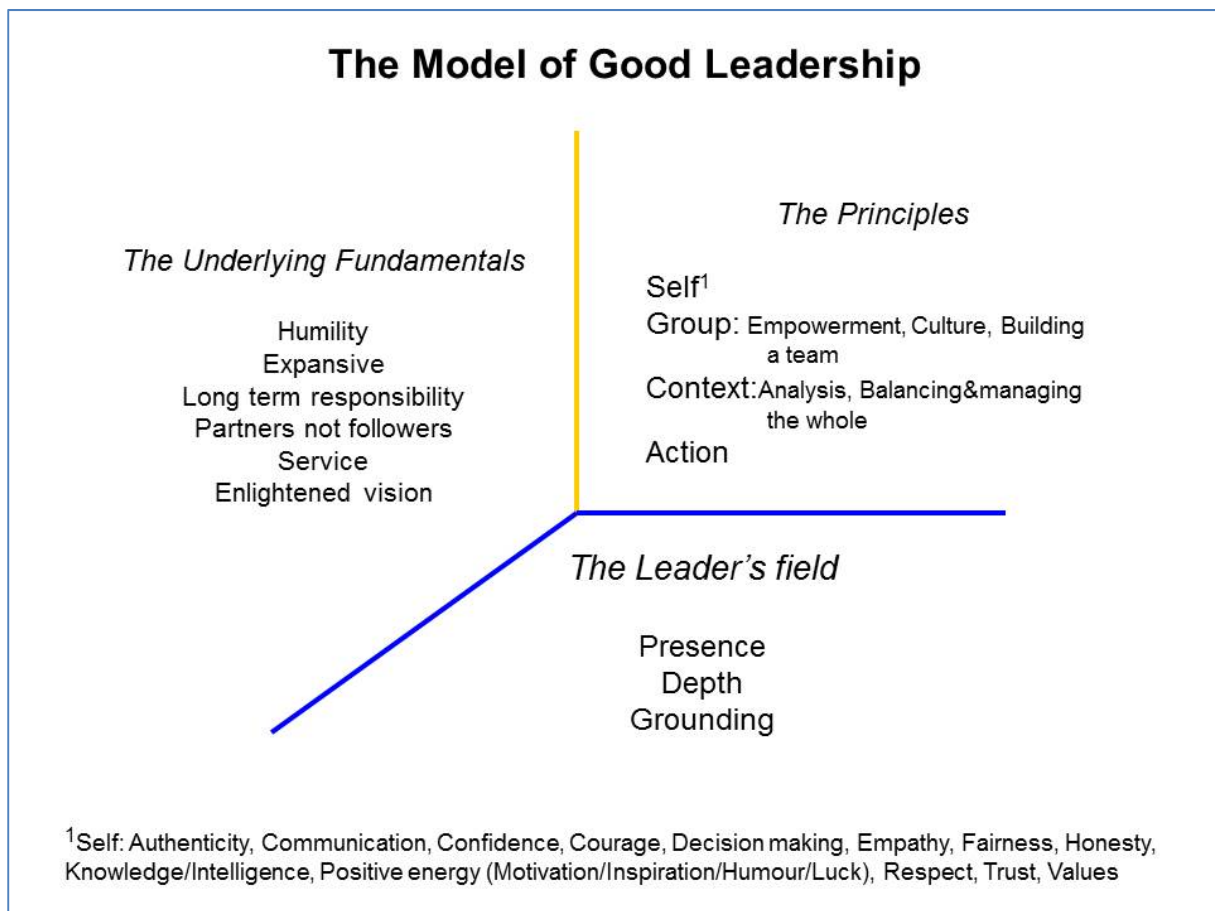 The Model of Good Leadership
The Underlying Fundamentals
Humility
Expansive
Long term responsibility
Partners not followers
Service
Enlightened vision
The Principles
Self¹
Group: Empowerment, Culture, Building
a team
Context:Analysis, Balancing&managing
the whole
Action
The Leader’s field
Presence
Depth
Grounding
¹Self: Authenticity, Communication, Confidence, Courage, Decision making, Empathy, Fairness, Honesty,
Knowledge/Intelligence, Positive energy (Motivation/Inspiration/Humour/Luck), Respect, Trust, Values